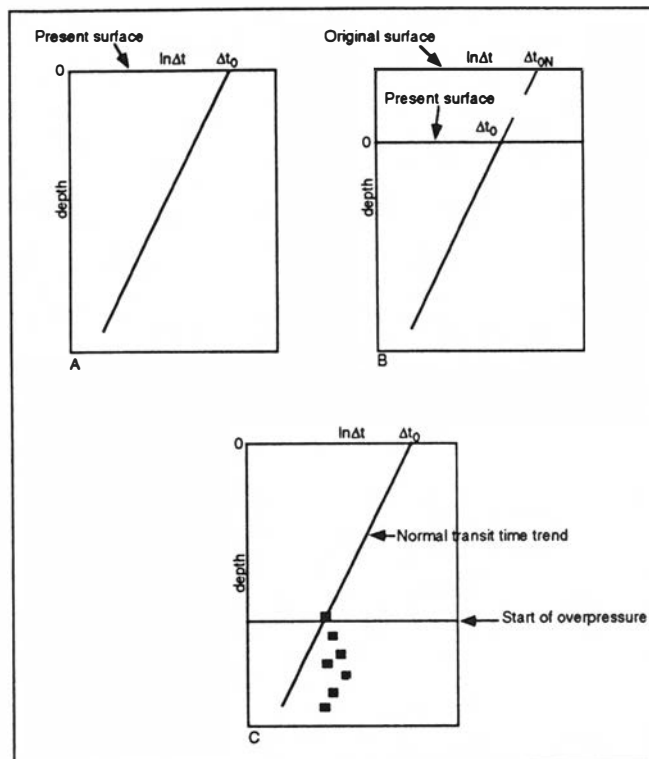 Present surface
lnΔt Δt₀
0
depth
A
Original surface
lnΔt Δt₀N
Present surface
Δt₀
0
depth
B
lnΔt Δt₀
0
Normal transit time trend
depth
Start of overpressure
C